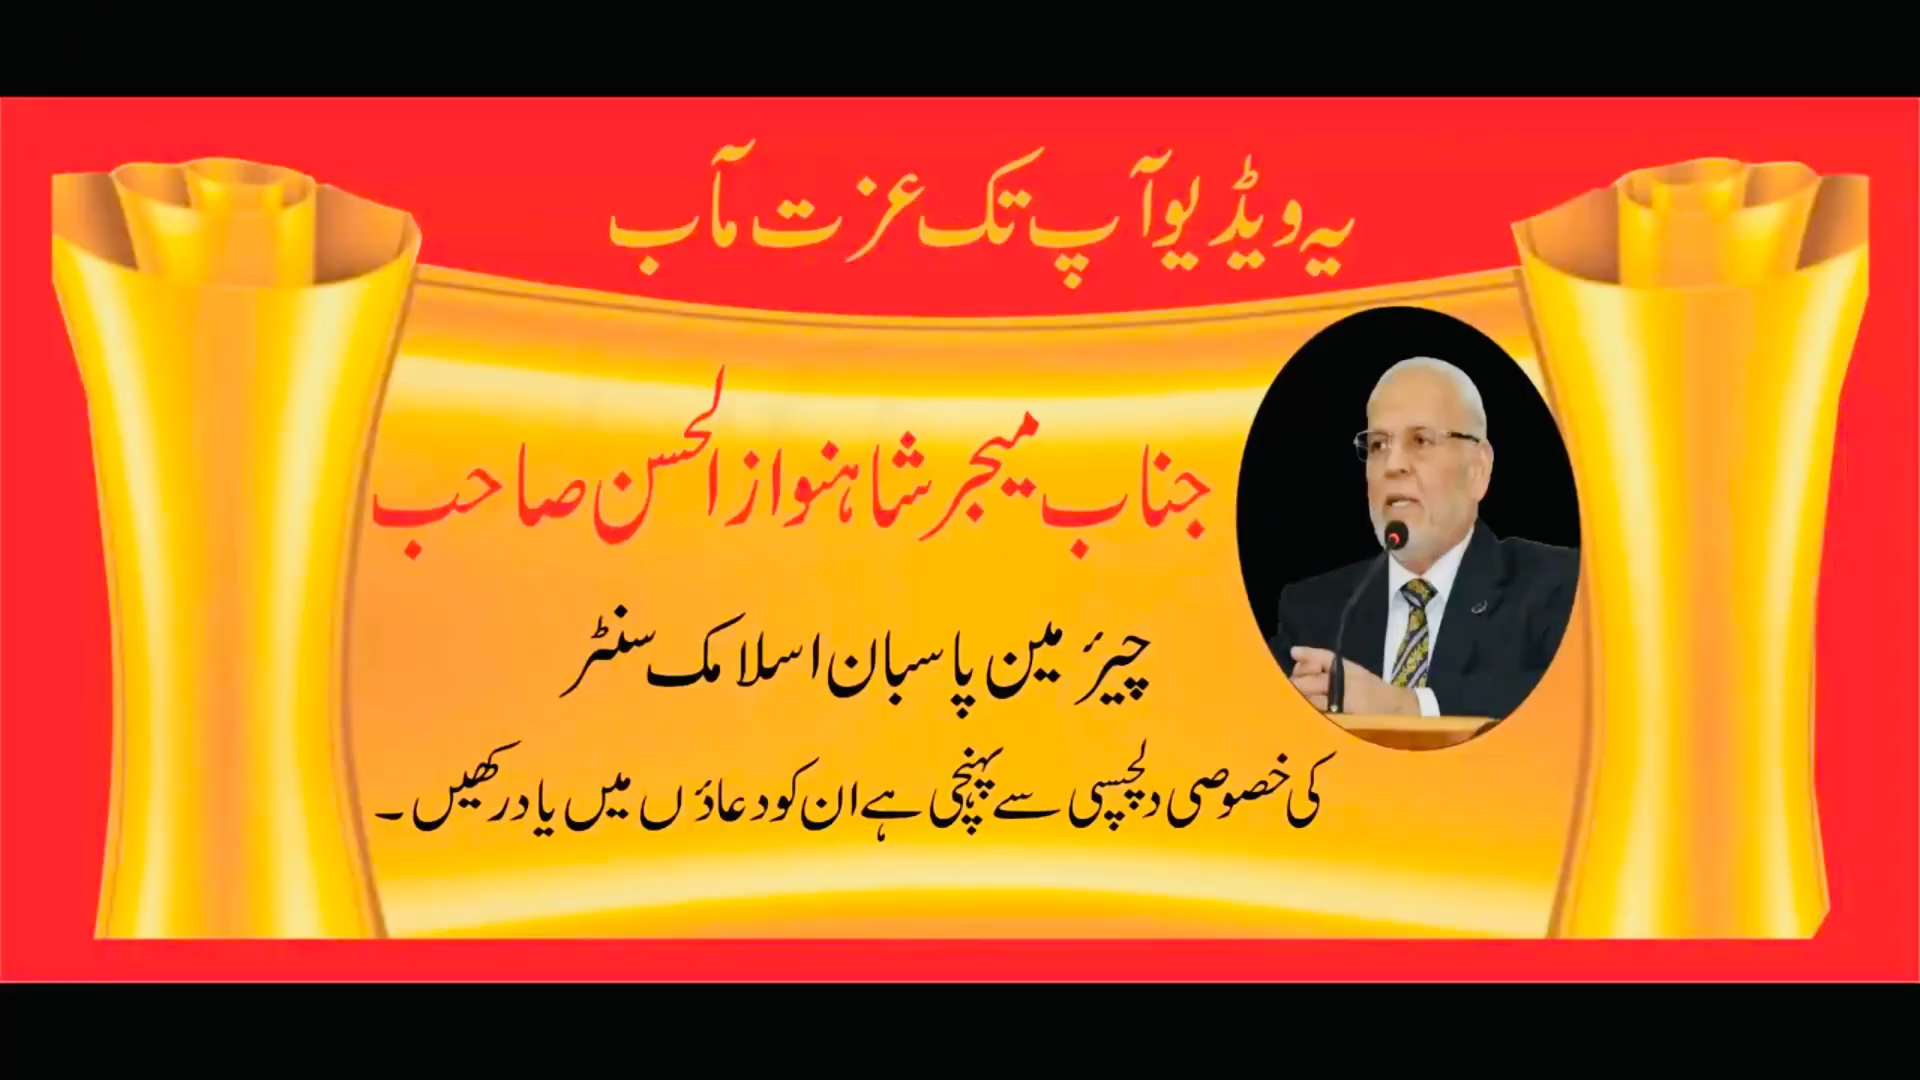 یہ ویڈیو آپ تک عزت مآب
جناب میجر شاہنواز الحسن صاحب
چیئرمین پاسبان اسلامک سنٹر
کی خصوصی دلچسپی سے پہنچی ہے ان کو دعاؤں میں یاد رکھیں۔